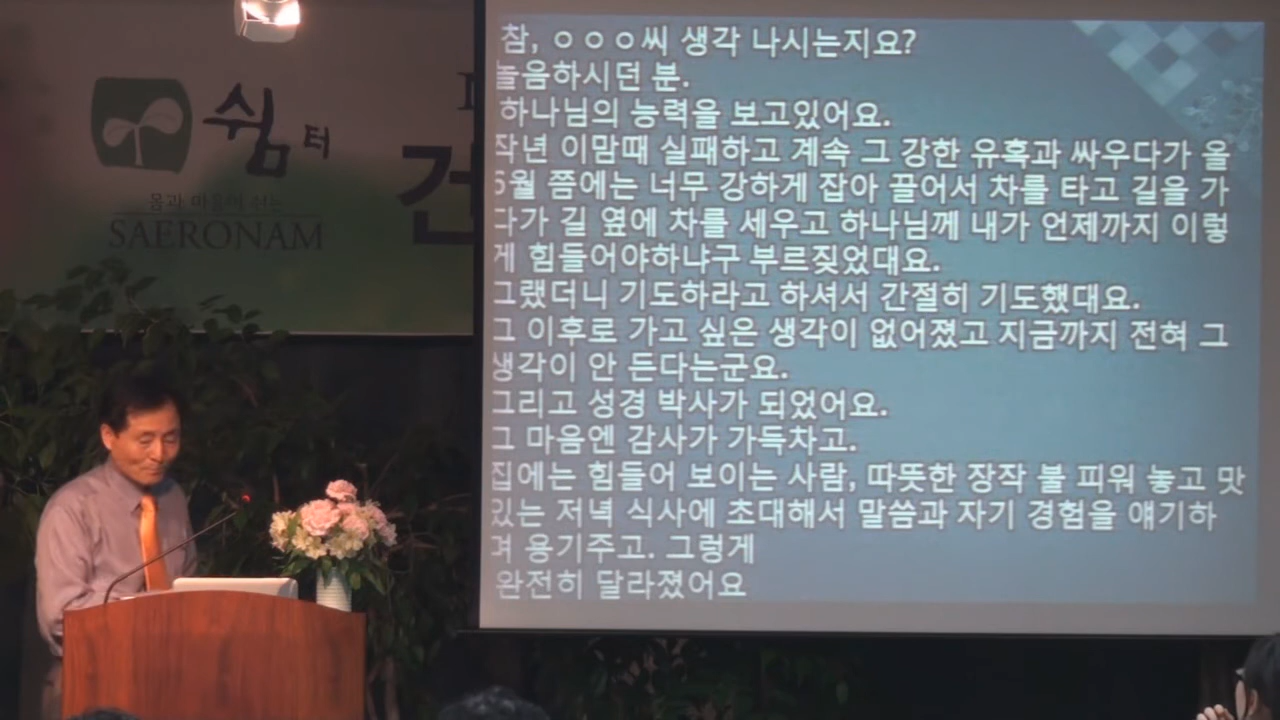 쉼터
몸과 마음이 쉬는
SAERONAM
건
참, ㅇㅇㅇ씨 생각 나시는지요?
놀음하시던 분.
하나님의 능력을 보고있어요.
작년 이맘때 실패하고 계속 그 강한 유혹과 싸우다가 올
5월 쯤에는 너무 강하게 잡아 끌어서 차를 타고 길을 가
다가 길 옆에 차를 세우고 하나님께 내가 언제까지 이렇
게 힘들어야하냐구 부르짖었대요.
그랬더니 기도하라고 하셔서 간절히 기도했대요.
그 이후로 가고 싶은 생각이 없어졌고 지금까지 전혀 그
생각이 안 든다는군요.
그리고 성경 박사가 되었어요.
그 마음엔 감사가 가득차고.
집에는 힘들어 보이는 사람, 따뜻한 장작 불 피워 놓고 맛
있는 저녁 식사에 초대해서 말씀과 자기 경험을 얘기하
며 용기주고. 그렇게
완전히 달라졌어요